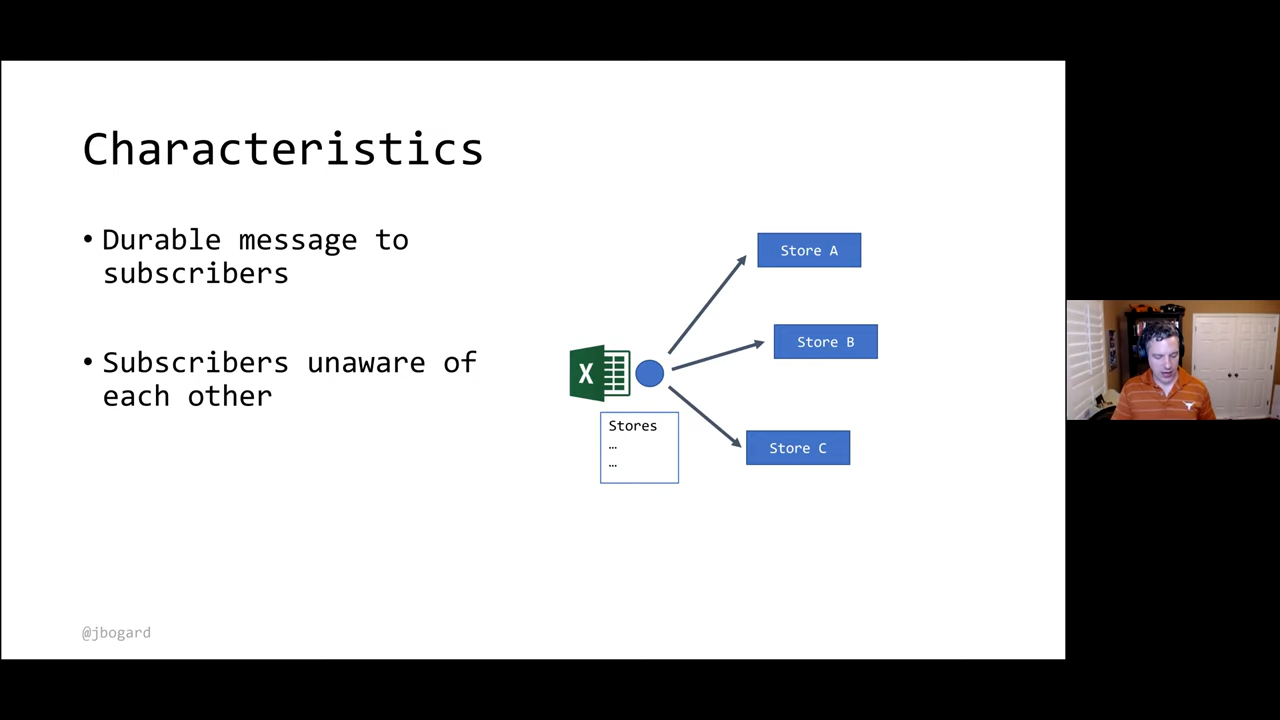 Characteristics
• Durable message to
subscribers
• Subscribers unaware of
each other
Store A
Store B
X
Stores
…
…
Store C
@jbogard